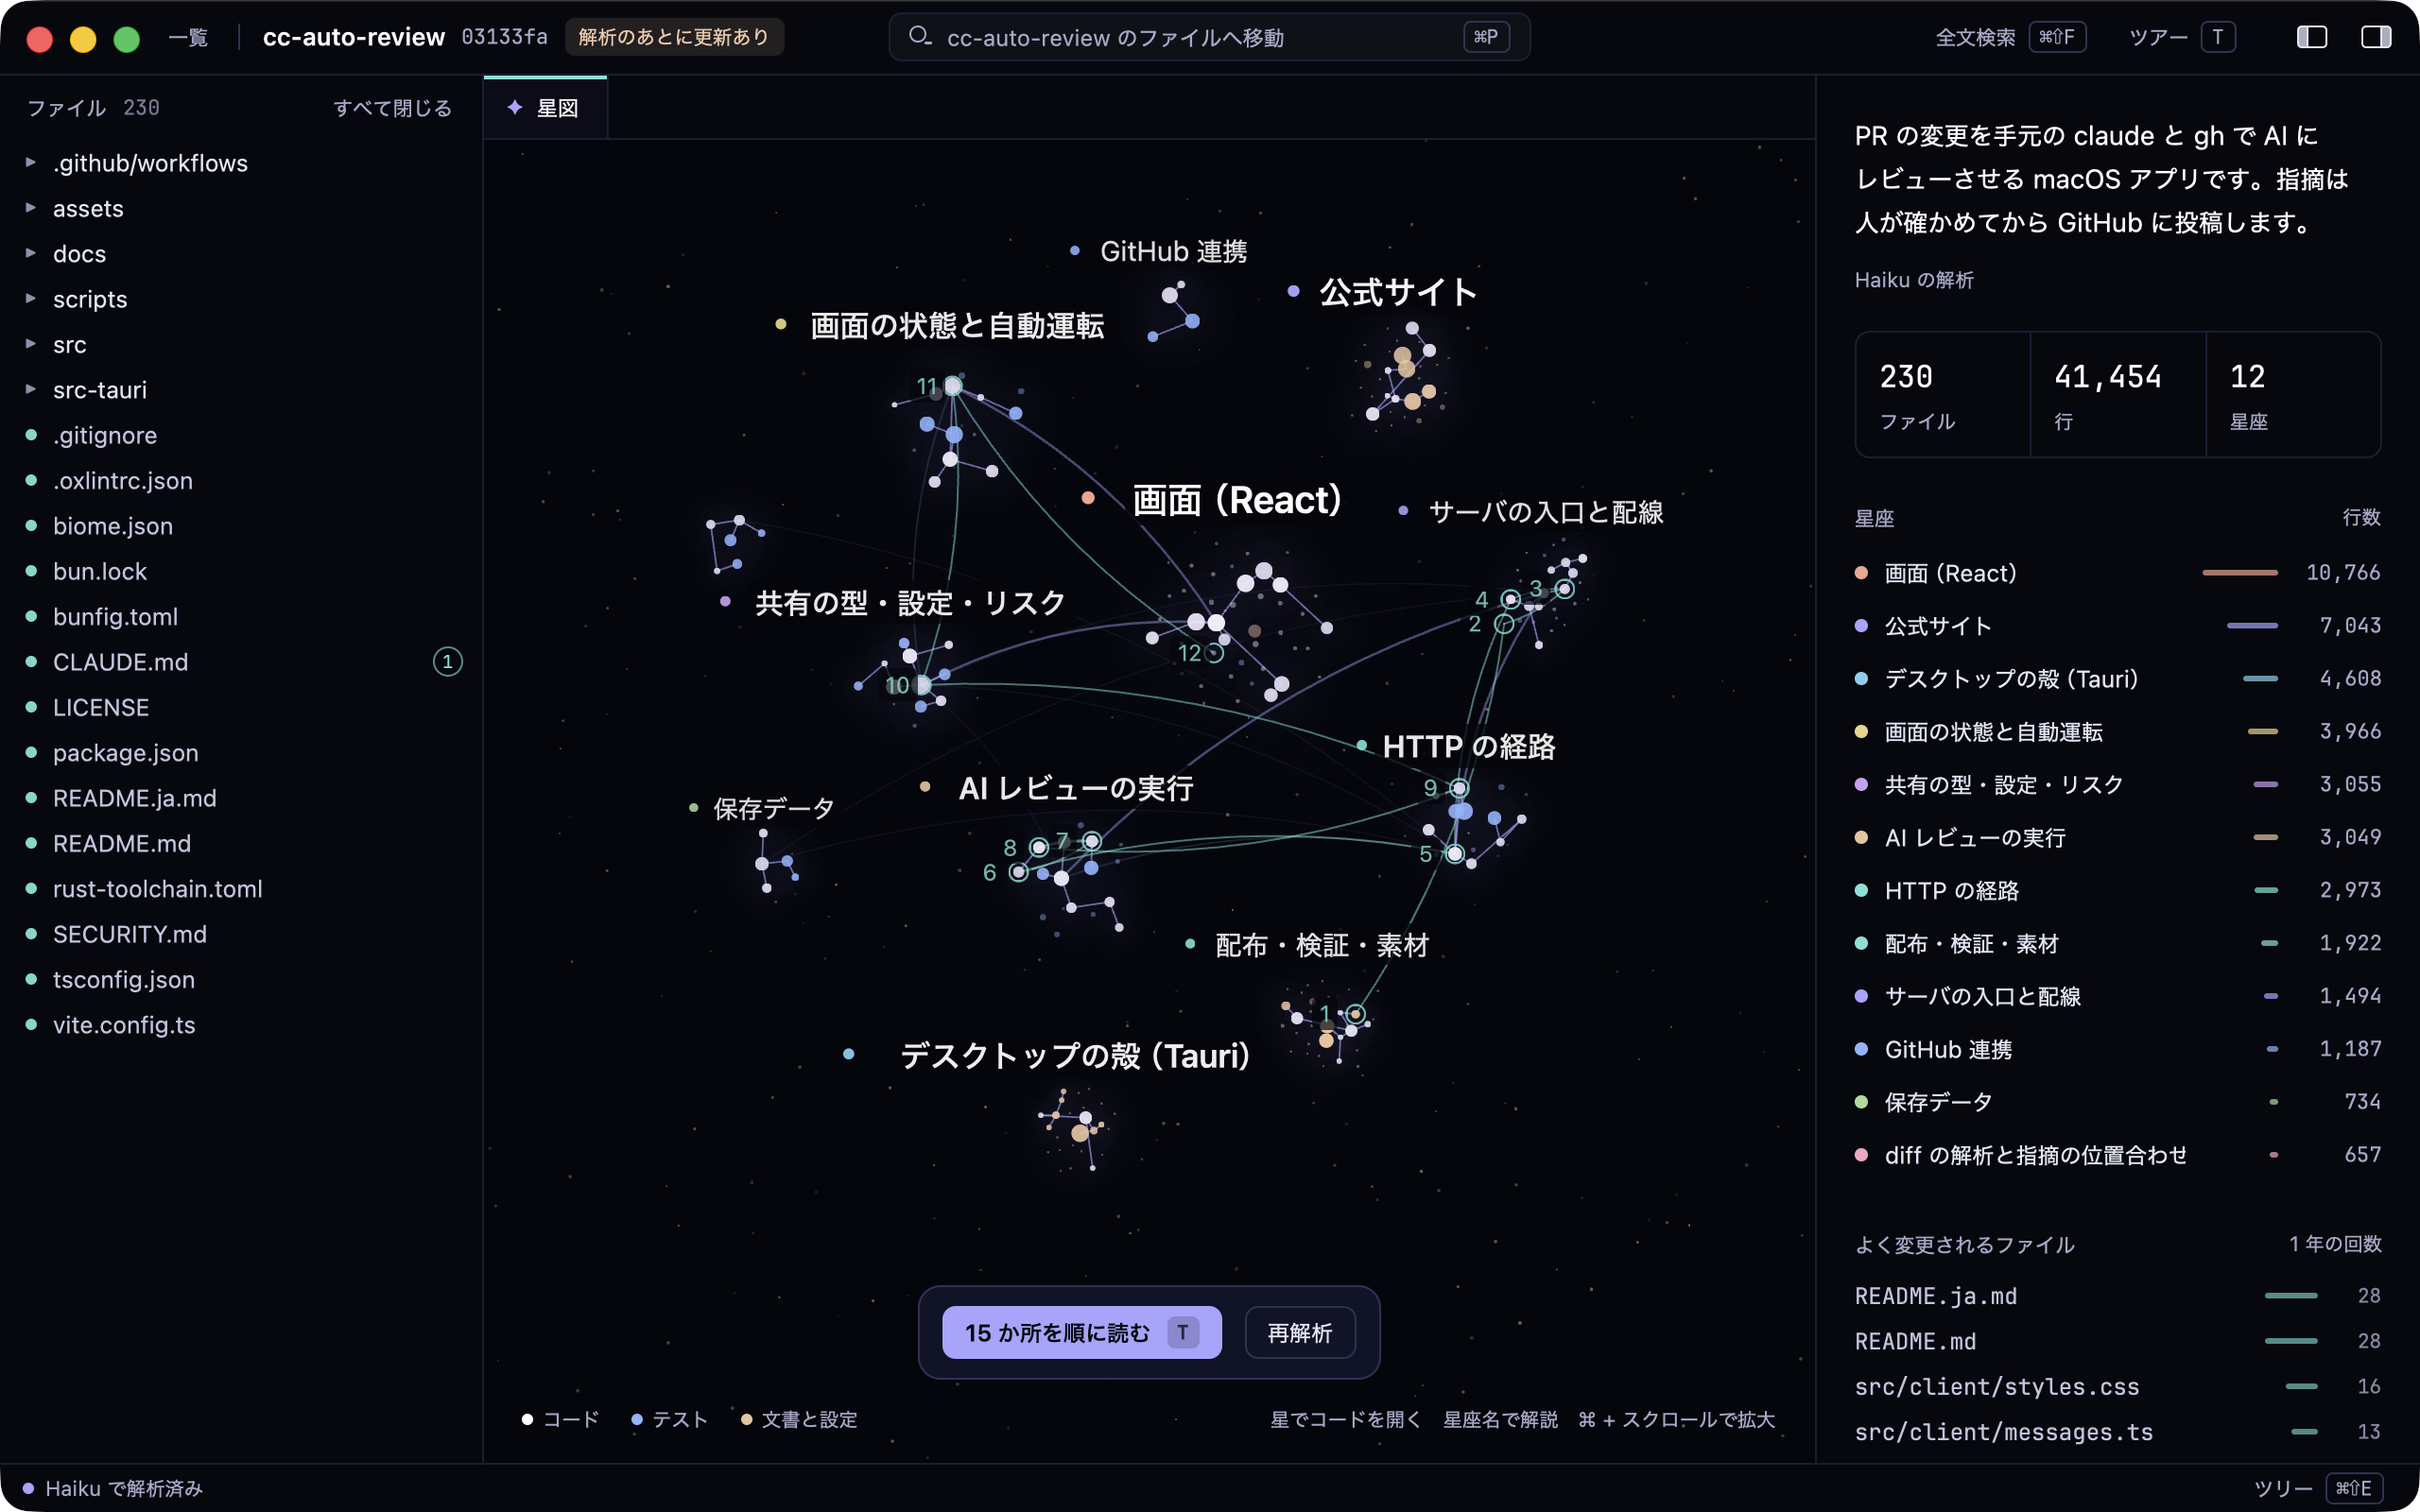 一覧
cc-auto-review 03133fa 解析のあとに更新あり
cc-auto-review のファイルへ移動 ⌘P
全文検索 ⌘⇧F
ツアー T
ファイル 230 すべて閉じる
.github/workflows
assets
docs
scripts
src
src-tauri
.gitignore
.oxlintrc.json
biome.json
bun.lock
bunfig.toml
CLAUDE.md 1
LICENSE
package.json
README.ja.md
README.md
rust-toolchain.toml
SECURITY.md
tsconfig.json
vite.config.ts
星図
GitHub 連携
公式サイト
画面の状態と自動運転
11
画面（React）
サーバの入口と配線
3
4
2
共有の型・設定・リスク
12
10
HTTP の経路
9
AI レビューの実行
保存データ
8 7
6
5
配布・検証・素材
1
デスクトップの殻（Tauri）
15 か所を順に読む T
再解析
コード テスト 文書と設定
星でコードを開く 星座名で解説 ⌘ + スクロールで拡大
PR の変更を手元の claude と gh で AI に
レビューさせる macOS アプリです。指摘は
人が確かめてから GitHub に投稿します。
Haiku の解析
230 41,454 12
ファイル 行 星座
星座 行数
画面（React） 10,766
公式サイト 7,043
デスクトップの殻（Tauri） 4,608
画面の状態と自動運転 3,966
共有の型・設定・リスク 3,055
AI レビューの実行 3,049
HTTP の経路 2,973
配布・検証・素材 1,922
サーバの入口と配線 1,494
GitHub 連携 1,187
保存データ 734
diff の解析と指摘の位置合わせ 657
よく変更されるファイル 1 年の回数
README.ja.md 28
README.md 28
src/client/styles.css 16
src/client/messages.ts 13
Haiku で解析済み
ツリー ⌘⇧E